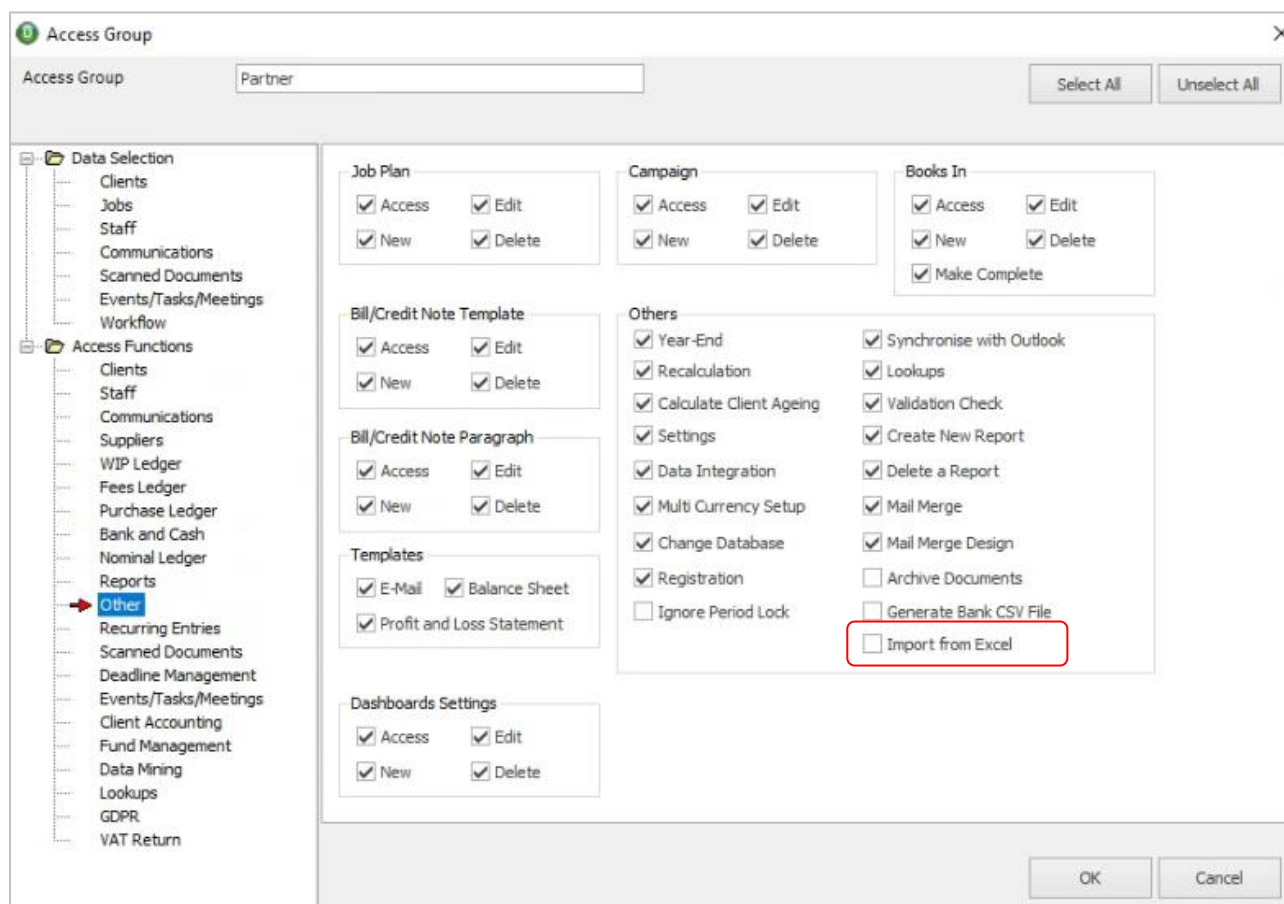 Access Group
Access Group Partner Select All Unselect All
Data Selection
Clients
Jobs
Staff
Communications
Scanned Documents
Events/Tasks/Meetings
Workflow
Access Functions
Clients
Staff
Communications
Suppliers
WIP Ledger
Fees Ledger
Purchase Ledger
Bank and Cash
Nominal Ledger
Reports
Other
Recurring Entries
Scanned Documents
Deadline Management
Events/Tasks/Meetings
Client Accounting
Fund Management
Data Mining
Lookups
GDPR
VAT Return
Job Plan
Access Edit
New Delete
Campaign
Access Edit
New Delete
Books In
Access Edit
New Delete
Make Complete
Bill/Credit Note Template
Access Edit
New Delete
Bill/Credit Note Paragraph
Access Edit
New Delete
Templates
E-Mail Balance Sheet
Profit and Loss Statement
Dashboards Settings
Access Edit
New Delete
Others
Year-End Synchronise with Outlook
Recalculation Lookups
Calculate Client Ageing Validation Check
Settings Create New Report
Data Integration Delete a Report
Multi Currency Setup Mail Merge
Change Database Mail Merge Design
Registration Archive Documents
Ignore Period Lock Generate Bank CSV File
Import from Excel
OK Cancel